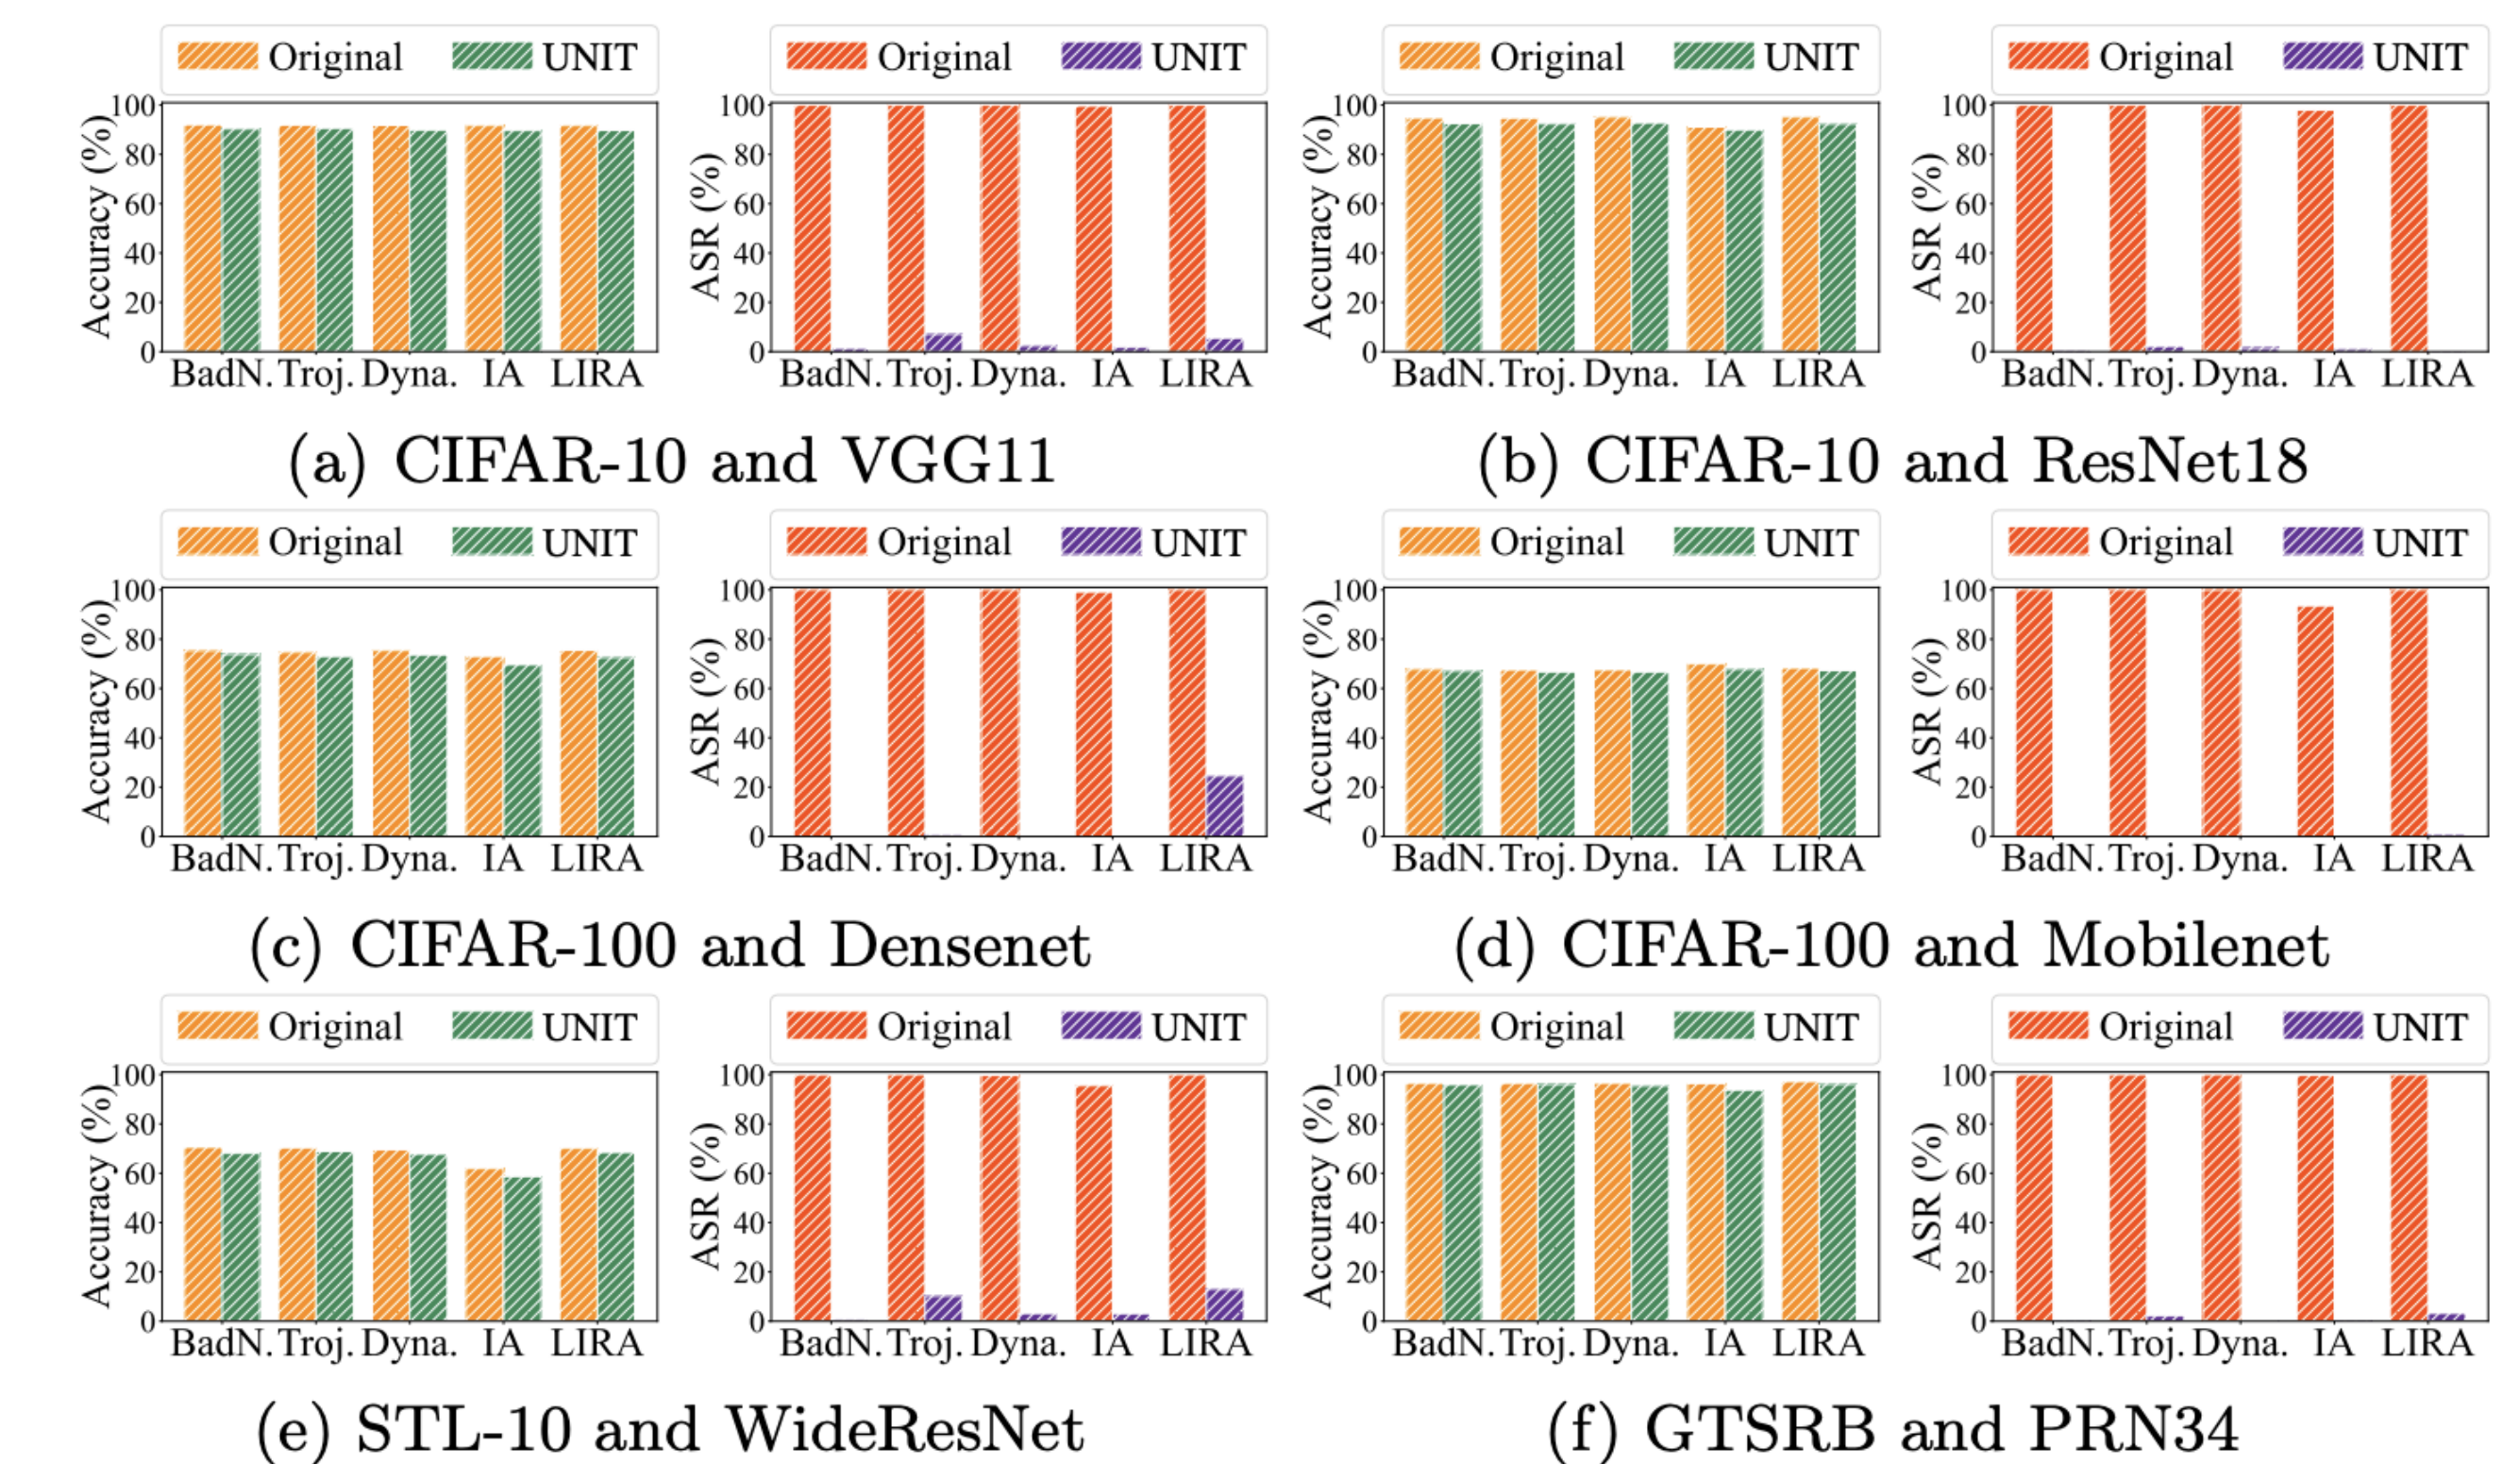 Original UNIT
Original UNIT
Accuracy (%)
100
80
60
40
20
0
BadN. Troj. Dyna. IA LIRA
ASR (%)
100
80
60
40
20
0
BadN. Troj. Dyna. IA LIRA
(a) CIFAR-10 and VGG11
Original UNIT
Original UNIT
Accuracy (%)
100
80
60
40
20
0
BadN. Troj. Dyna. IA LIRA
ASR (%)
100
80
60
40
20
0
BadN. Troj. Dyna. IA LIRA
(b) CIFAR-10 and ResNet18
Original UNIT
Original UNIT
Accuracy (%)
100
80
60
40
20
0
BadN. Troj. Dyna. IA LIRA
ASR (%)
100
80
60
40
20
0
BadN. Troj. Dyna. IA LIRA
(c) CIFAR-100 and Densenet
Original UNIT
Original UNIT
Accuracy (%)
100
80
60
40
20
0
BadN. Troj. Dyna. IA LIRA
ASR (%)
100
80
60
40
20
0
BadN. Troj. Dyna. IA LIRA
(d) CIFAR-100 and Mobilenet
Original UNIT
Original UNIT
Accuracy (%)
100
80
60
40
20
0
BadN. Troj. Dyna. IA LIRA
ASR (%)
100
80
60
40
20
0
BadN. Troj. Dyna. IA LIRA
(e) STL-10 and WideResNet
Original UNIT
Original UNIT
Accuracy (%)
100
80
60
40
20
0
BadN. Troj. Dyna. IA LIRA
ASR (%)
100
80
60
40
20
0
BadN. Troj. Dyna. IA LIRA
(f) GTSRB and PRN34